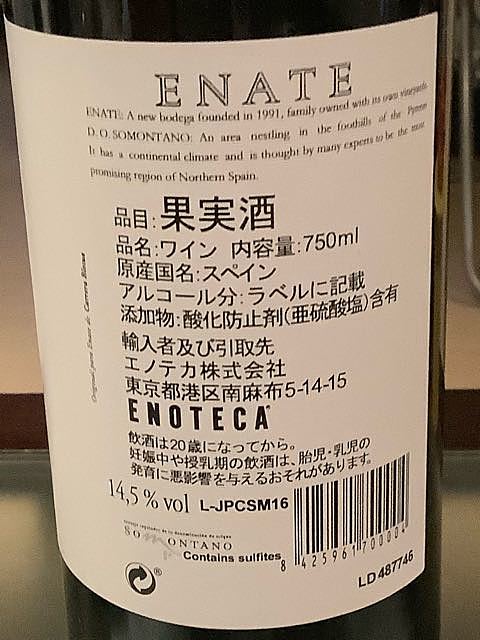 ENATE
ENATE: A new bodega founded in 1991, family owned with its own vineyards
D.O. SOMONTANO: An area nestling in the foothills of the Pyrenees
It has a continental climate and is thought by many experts to be the most
promising region of Northern Spain.
品目:果実酒
品名:ワイン 内容量:750ml
原産国名:スペイン
アルコール分:ラベルに記載
添加物:酸化防止剤(亜硫酸塩)含有
輸入者及び引取先
エノテカ株式会社
東京都港区南麻布5-14-15
ENOTECA
飲酒は20歳になってから。
妊娠中や授乳期の飲酒は、胎児・乳児の
発育に悪影響を与えるおそれがあります。
14,5 % vol L-JPCSM16
SOMONTANO
Contains sulfites
8 425961 700004
LD 487746